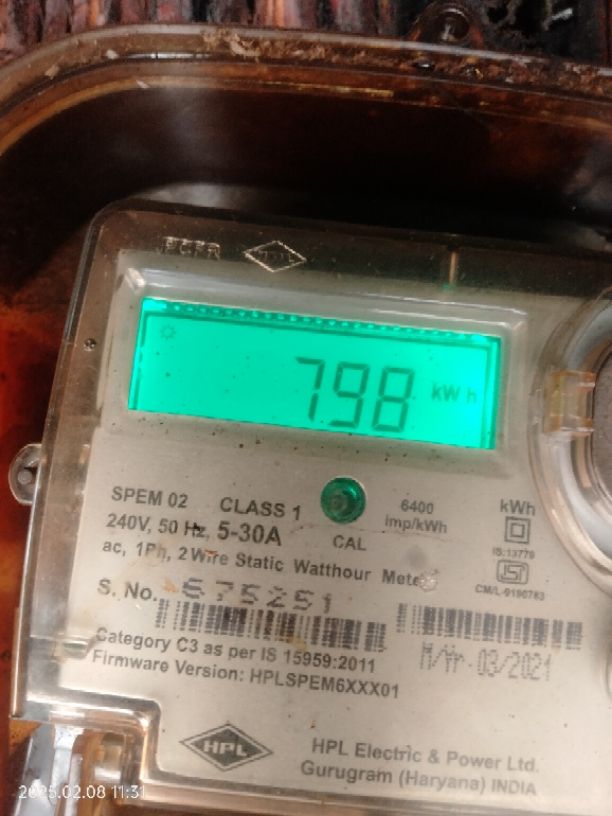 798 kWh
SPEM 02 CLASS 1
240V, 50 Hz, 5-30A
CAL
6400
imp/kWh
kWh
ac, 1Ph, 2 Wire Static Watthour Meter
IS:13779
ISI
CM/L-9190783
S. No. 675251
M/Yr. 03/2021
Category C3 as per IS 15959:2011
Firmware Version: HPLSPEM6XXX01
HPL
HPL Electric & Power Ltd.
Gurugram (Haryana) INDIA
2025.02.08 11:31